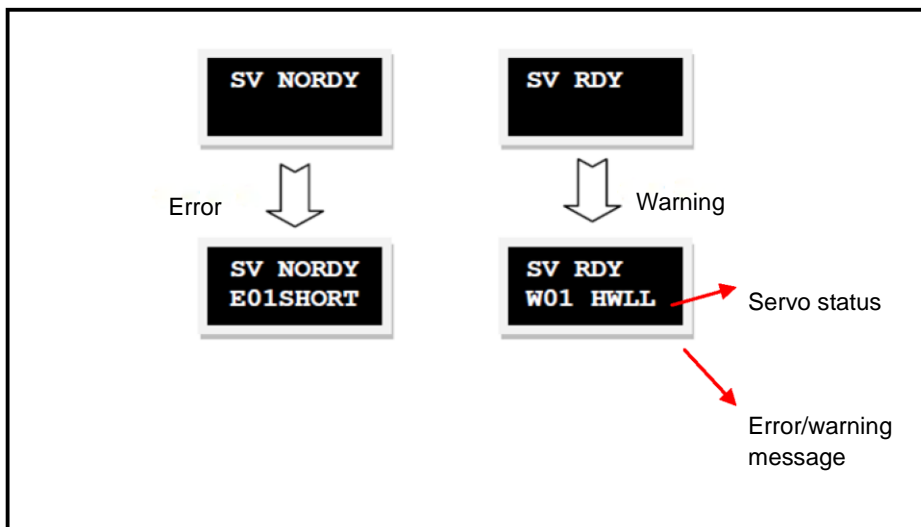 SV NORDY
SV RDY
Error
Warning
SV NORDY
E01SHORT
SV RDY
W01 HWLL
Servo status
Error/warning
message